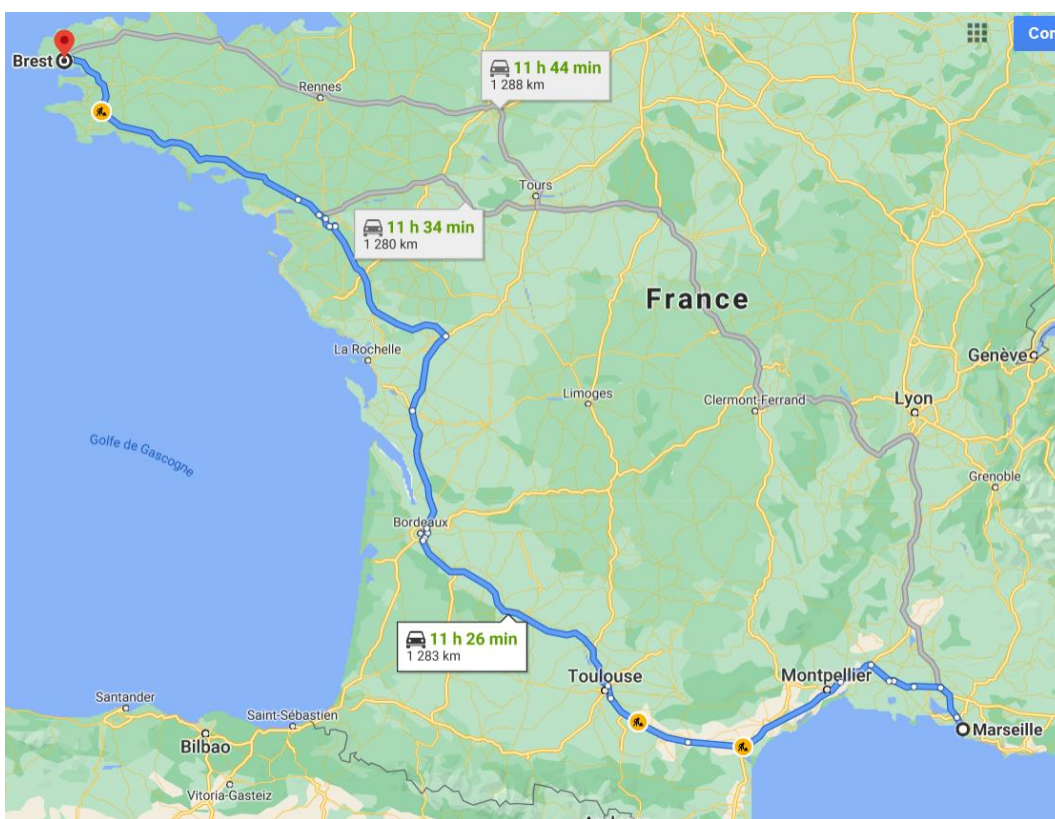 Con
Brest
11 h 44 min
1 288 km
Rennes
Tours
11 h 34 min
1 280 km
France
La Rochelle
Genève
Limoges
Clermont-Ferrand
Lyon
Golfe de Gascogne
Grenoble
Bordeaux
11 h 26 min
1 283 km
Toulouse
Montpellier
Santander
Saint-Sébastien
Marseille
Bilbao
Vitoria-Gasteiz